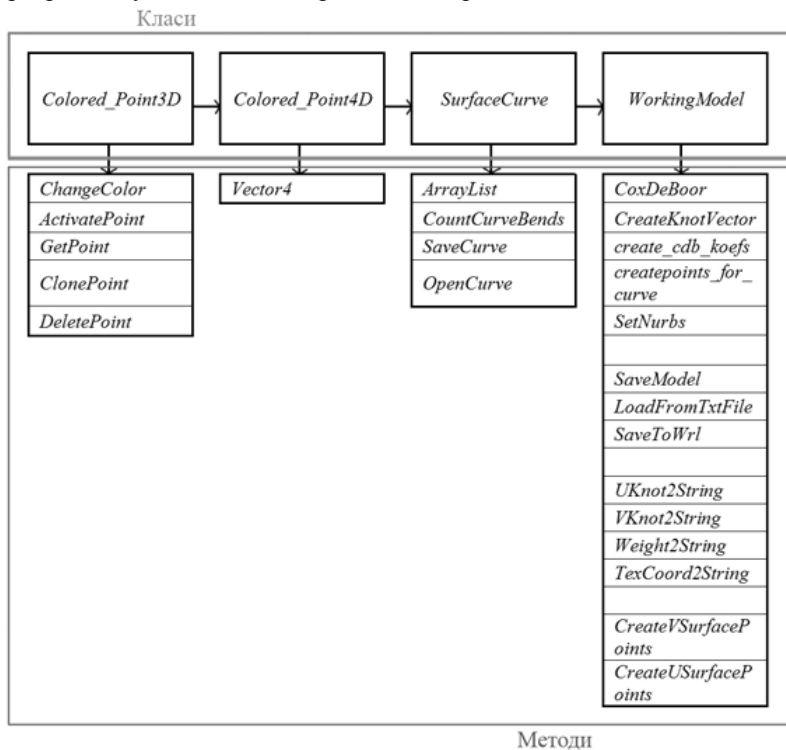 Класи
Colored_Point3D
Colored_Point4D
SurfaceCurve
WorkingModel
ChangeColor
ActivatePoint
GetPoint
ClonePoint
DeletePoint
Vector4
ArrayList
CountCurveBends
SaveCurve
OpenCurve
CoxDeBoor
CreateKnotVector
create_cdb_koefs
createpoints_for_
curve
SetNurbs
SaveModel
LoadFromTxtFile
SaveToWrl
UKnot2String
VKnot2String
Weight2String
TexCoord2String
CreateVSurfaceP
oints
CreateUSurfaceP
oints
Методи